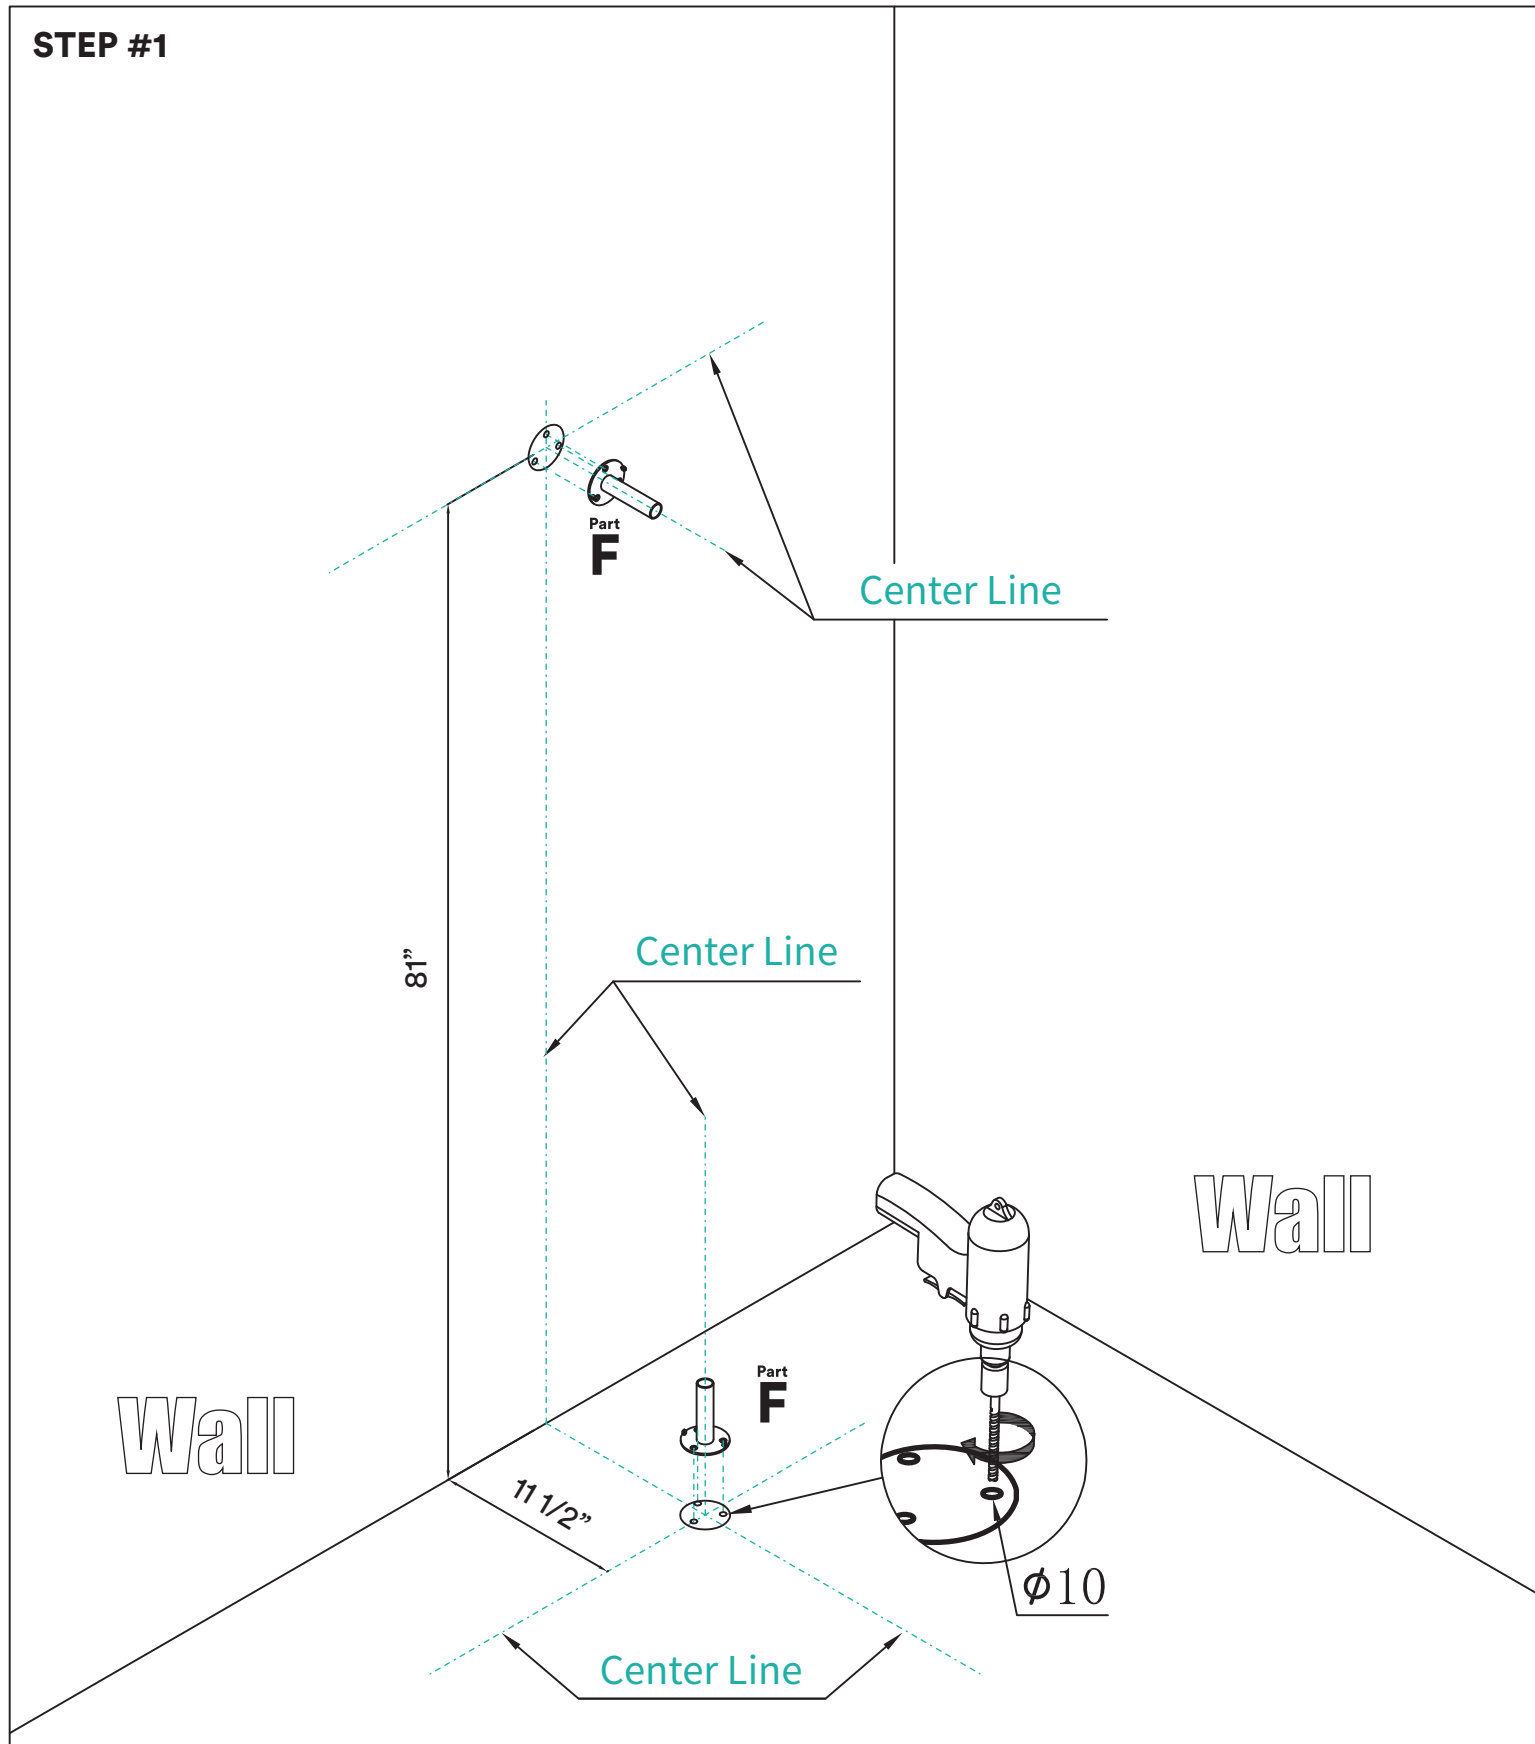 STEP #1
Part
F
Center Line
Center Line
81”
Wall
Part
F
Wall
11 1/2”
ϕ10
Center Line